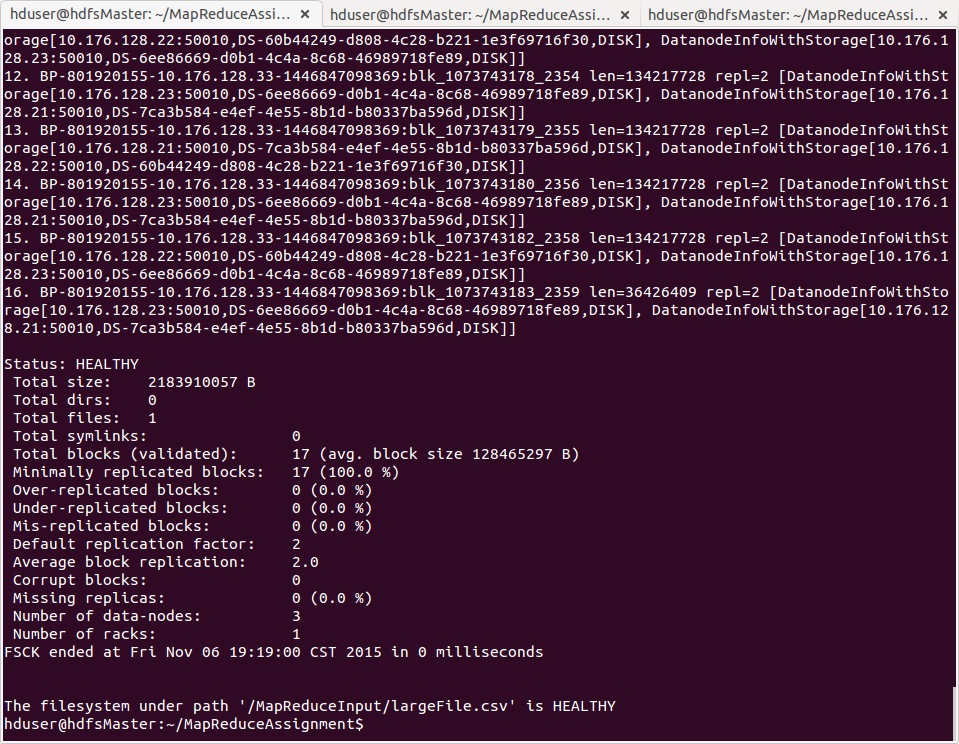 hduser@hdfsMaster: ~/MapReduceAssi... × hduser@hdfsMaster: ~/MapReduceAssi... × hduser@hdfsMaster: ~/MapReduceAssi... ×
orage[10.176.128.22:50010,DS-60b44249-d808-4c28-b221-1e3f69716f30,DISK], DatanodeInfoWithStorage[10.176.1
28.23:50010,DS-6ee86669-d0b1-4c4a-8c68-46989718fe89,DISK]]
12. BP-801920155-10.176.128.33-1446847098369:blk_1073743178_2354 len=134217728 repl=2 [DatanodeInfoWithSt
orage[10.176.128.23:50010,DS-6ee86669-d0b1-4c4a-8c68-46989718fe89,DISK], DatanodeInfoWithStorage[10.176.1
28.21:50010,DS-7ca3b584-e4ef-4e55-8b1d-b80337ba596d,DISK]]
13. BP-801920155-10.176.128.33-1446847098369:blk_1073743179_2355 len=134217728 repl=2 [DatanodeInfoWithSt
orage[10.176.128.21:50010,DS-7ca3b584-e4ef-4e55-8b1d-b80337ba596d,DISK], DatanodeInfoWithStorage[10.176.1
28.22:50010,DS-60b44249-d808-4c28-b221-1e3f69716f30,DISK]]
14. BP-801920155-10.176.128.33-1446847098369:blk_1073743180_2356 len=134217728 repl=2 [DatanodeInfoWithSt
orage[10.176.128.23:50010,DS-6ee86669-d0b1-4c4a-8c68-46989718fe89,DISK], DatanodeInfoWithStorage[10.176.1
28.21:50010,DS-7ca3b584-e4ef-4e55-8b1d-b80337ba596d,DISK]]
15. BP-801920155-10.176.128.33-1446847098369:blk_1073743182_2358 len=134217728 repl=2 [DatanodeInfoWithSt
orage[10.176.128.22:50010,DS-60b44249-d808-4c28-b221-1e3f69716f30,DISK], DatanodeInfoWithStorage[10.176.1
28.23:50010,DS-6ee86669-d0b1-4c4a-8c68-46989718fe89,DISK]]
16. BP-801920155-10.176.128.33-1446847098369:blk_1073743183_2359 len=36426409 repl=2 [DatanodeInfoWithSto
rage[10.176.128.23:50010,DS-6ee86669-d0b1-4c4a-8c68-46989718fe89,DISK], DatanodeInfoWithStorage[10.176.12
8.21:50010,DS-7ca3b584-e4ef-4e55-8b1d-b80337ba596d,DISK]]
Status: HEALTHY
Total size: 2183910057 B
Total dirs: 0
Total files: 1
Total symlinks: 0
Total blocks (validated): 17 (avg. block size 128465297 B)
Minimally replicated blocks: 17 (100.0 %)
Over-replicated blocks: 0 (0.0 %)
Under-replicated blocks: 0 (0.0 %)
Mis-replicated blocks: 0 (0.0 %)
Default replication factor: 2
Average block replication: 2.0
Corrupt blocks: 0
Missing replicas: 0 (0.0 %)
Number of data-nodes: 3
Number of racks: 1
FSCK ended at Fri Nov 06 19:19:00 CST 2015 in 0 milliseconds
The filesystem under path '/MapReduceInput/largeFile.csv' is HEALTHY
hduser@hdfsMaster:~/MapReduceAssignment$